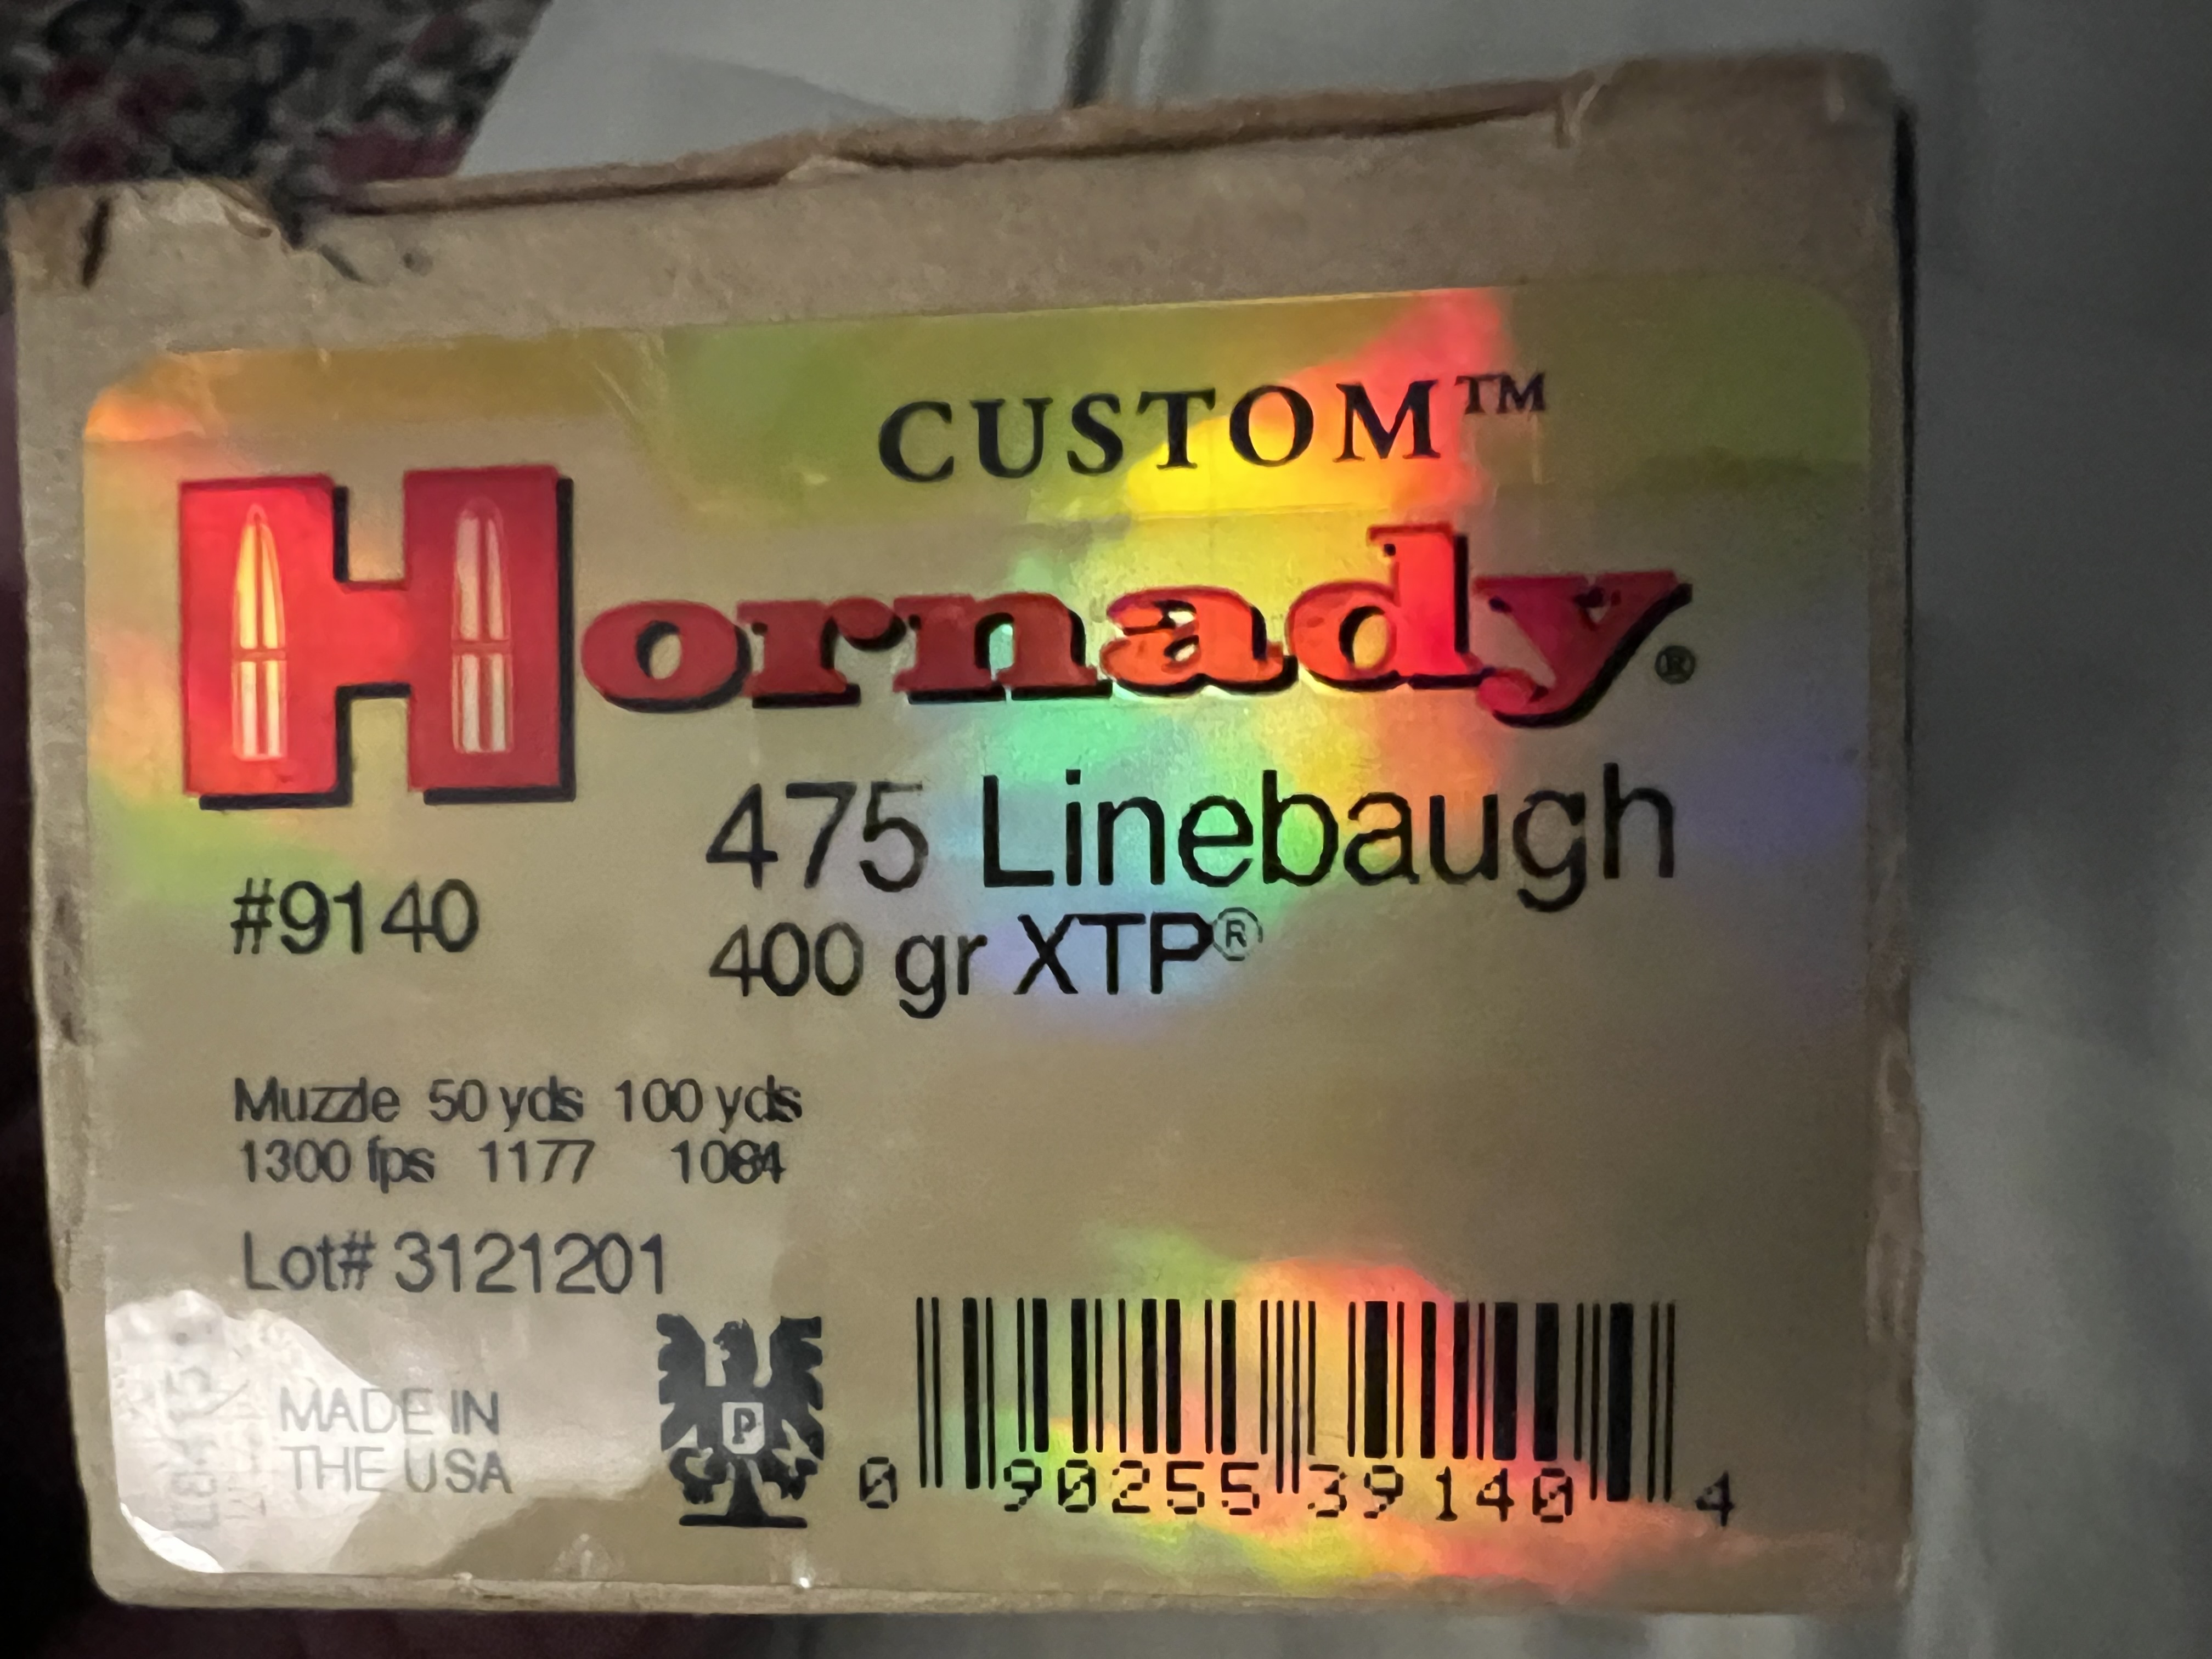 CUSTOM™
Hornady®
475 Linebaugh
#9140
400 gr XTP®
Muzzle 50 yds 100 yds
1300 fps 1177 1084
Lot# 3121201
MADE IN
THE USA
P
0 90255 39140 4